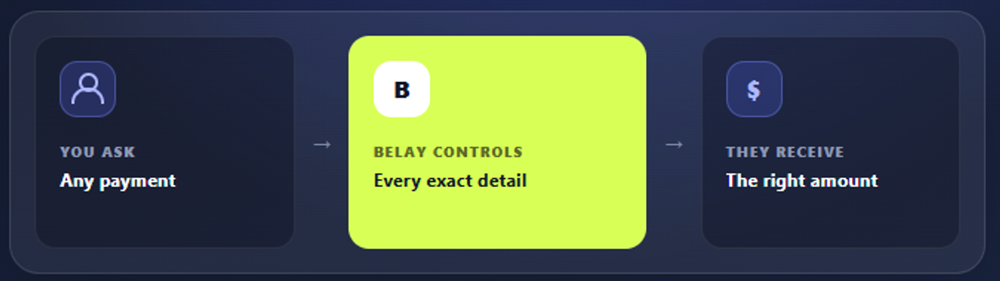 YOU ASK
Any payment
→
B
BELAY CONTROLS
Every exact detail
→
$
THEY RECEIVE
The right amount